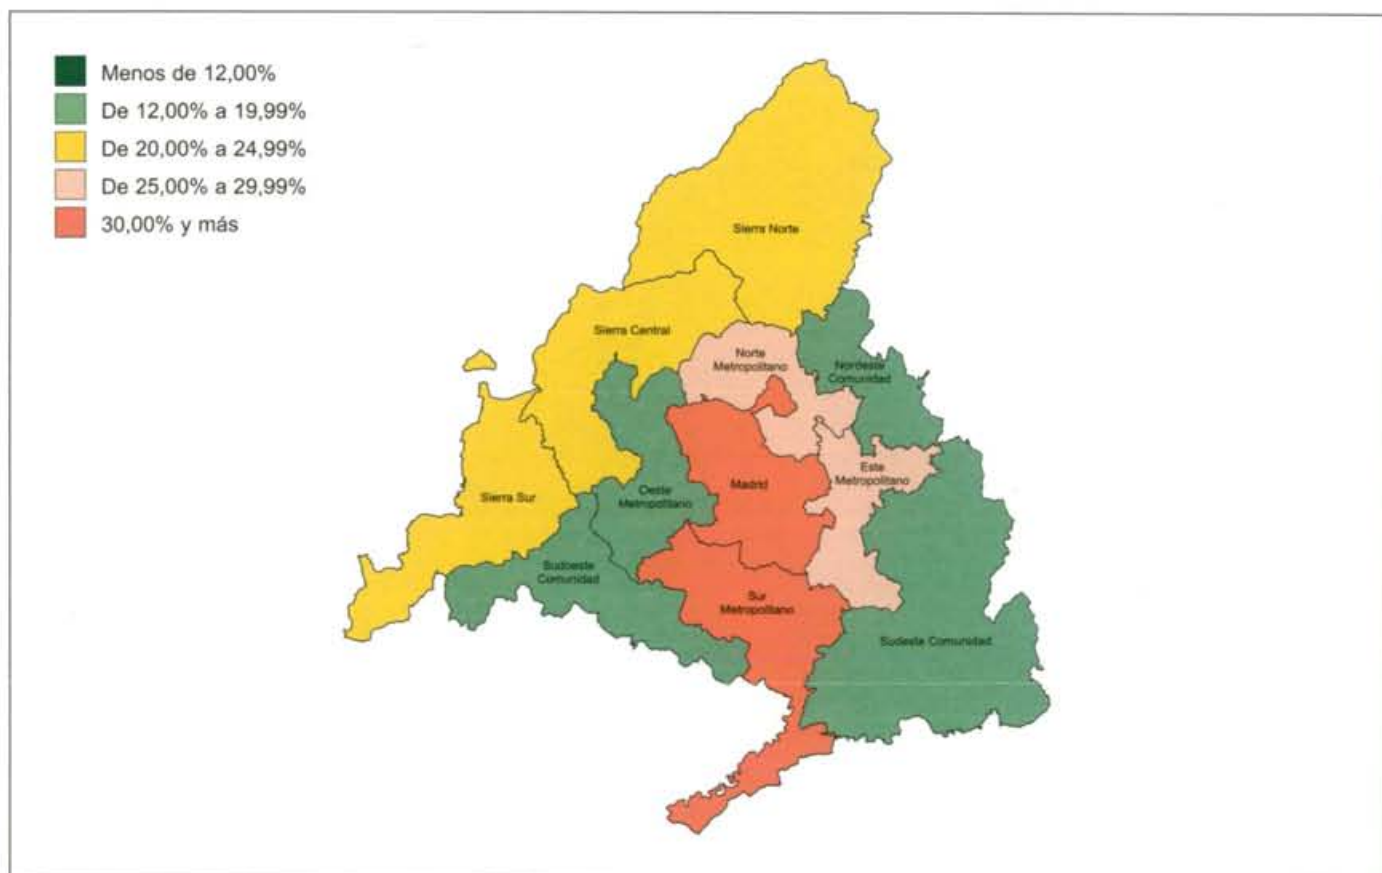 Menos de 12,00%
De 12,00% a 19,99%
De 20,00% a 24,99%
De 25,00% a 29,99%
30,00% y más
Sierra Norte
Sierra Central
Norte
Metropolitano
Nordeste
Comunidad
Este
Metropolitano
Madrid
Oeste
Metropolitano
Sierra Sur
Sudoeste
Comunidad
Sur
Metropolitano
Sudeste Comunidad